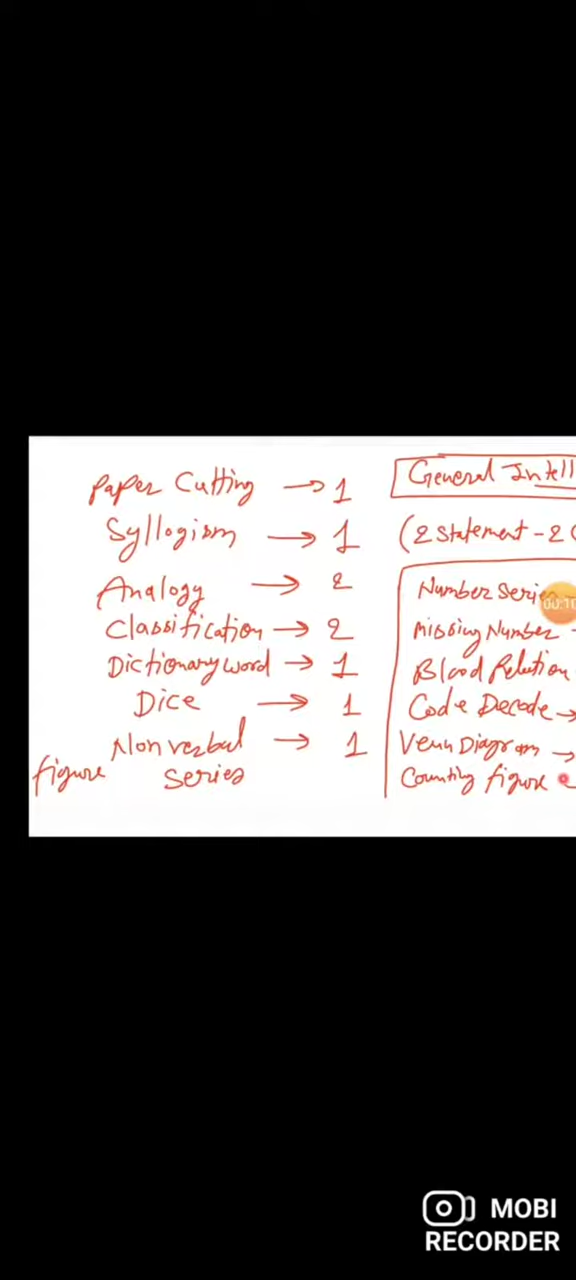 Paper Cutting → 1
Syllogism → 1
Analogy → 2
Classification → 2
Dictionary word → 1
Dice → 1
Non verbal → 1
figure series
General Intell
(2 Statement - 2 (
Number Serie
Missing Number -
Blood Relation
Code Decode →
Venn Diagram →
Counting figure
00:10
MOBI
RECORDER